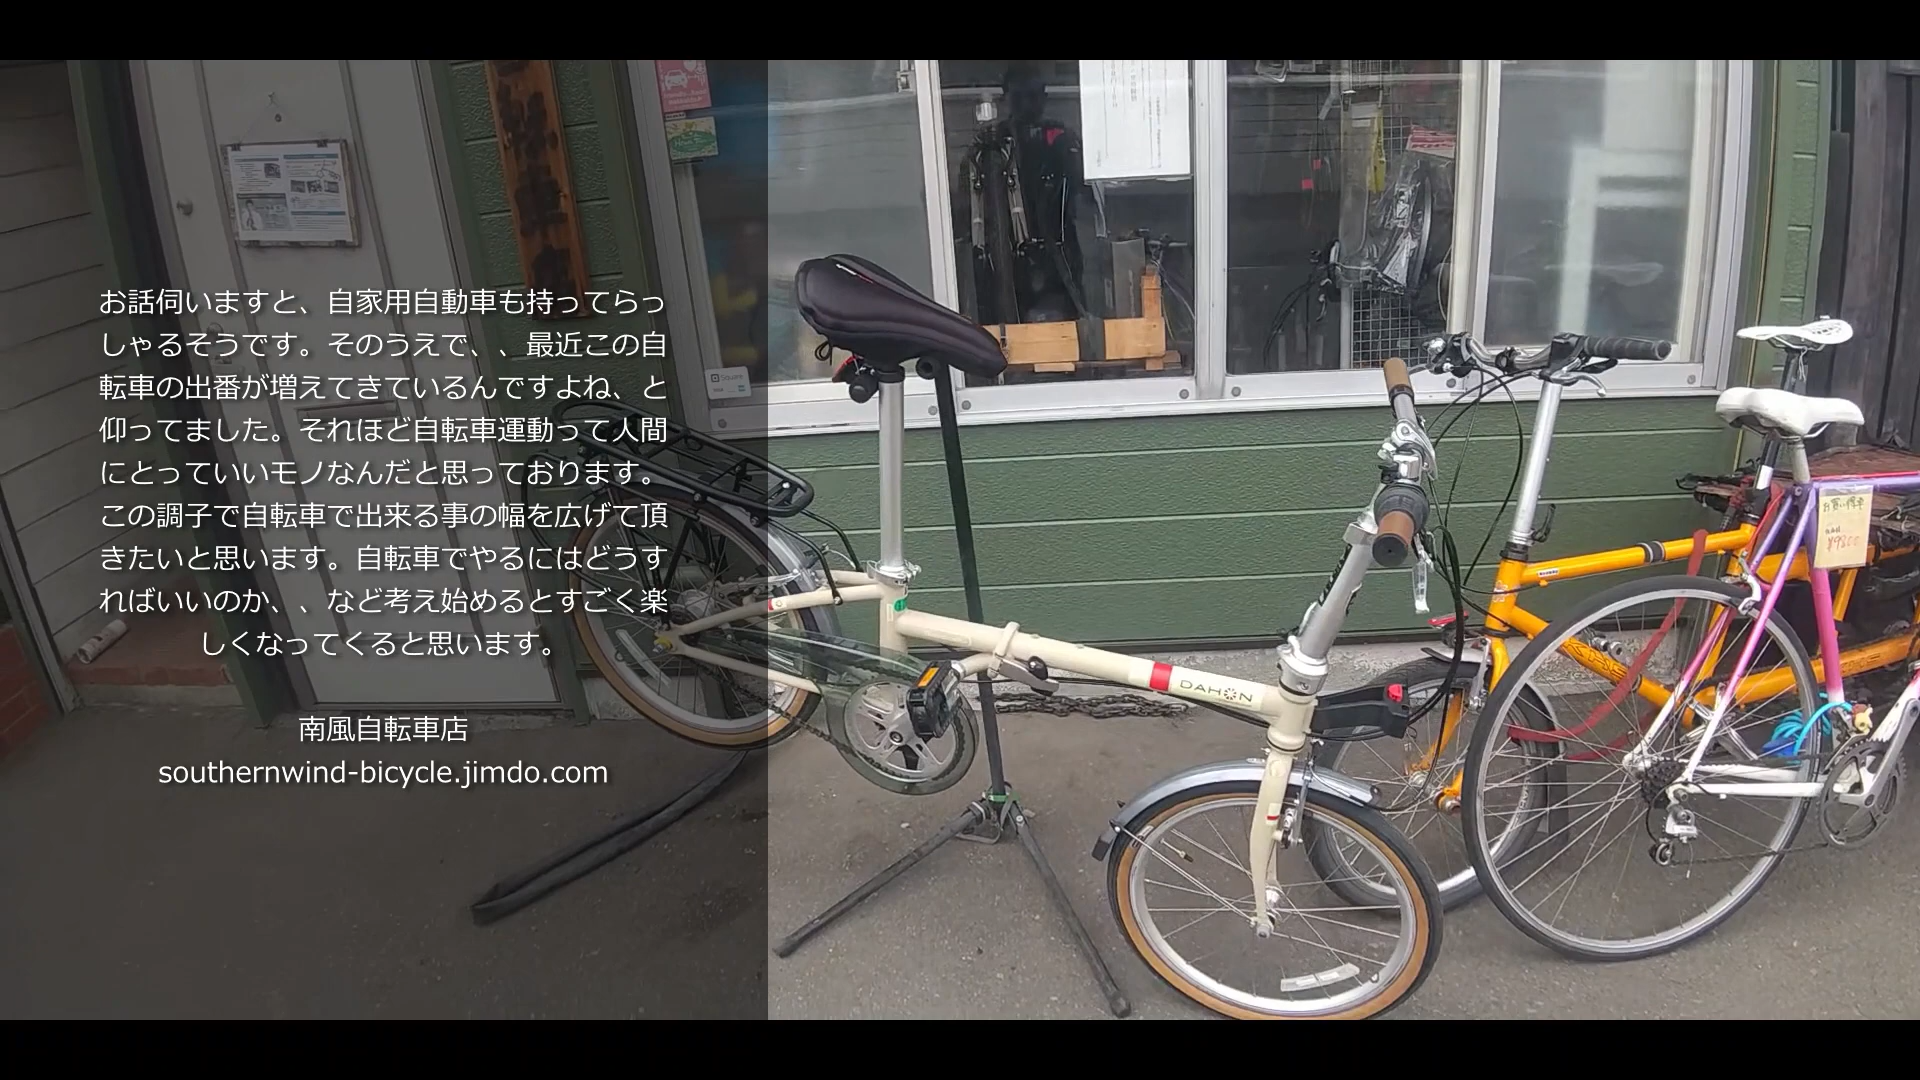 お話伺いますと、自家用自動車も持ってらっ
しゃるそうです。そのうえで、、最近この自
転車の出番が増えてきているんですよね、と
仰ってました。それほど自転車運動って人間
にとっていいモノなんだと思っております。
この調子で自転車で出来る事の幅を広げて頂
きたいと思います。自転車でやるにはどうす
ればいいのか、、など考え始めるとすごく楽
しくなってくると思います。
南風自転車店
southernwind-bicycle.jimdo.com
Square
KHS
DAHON